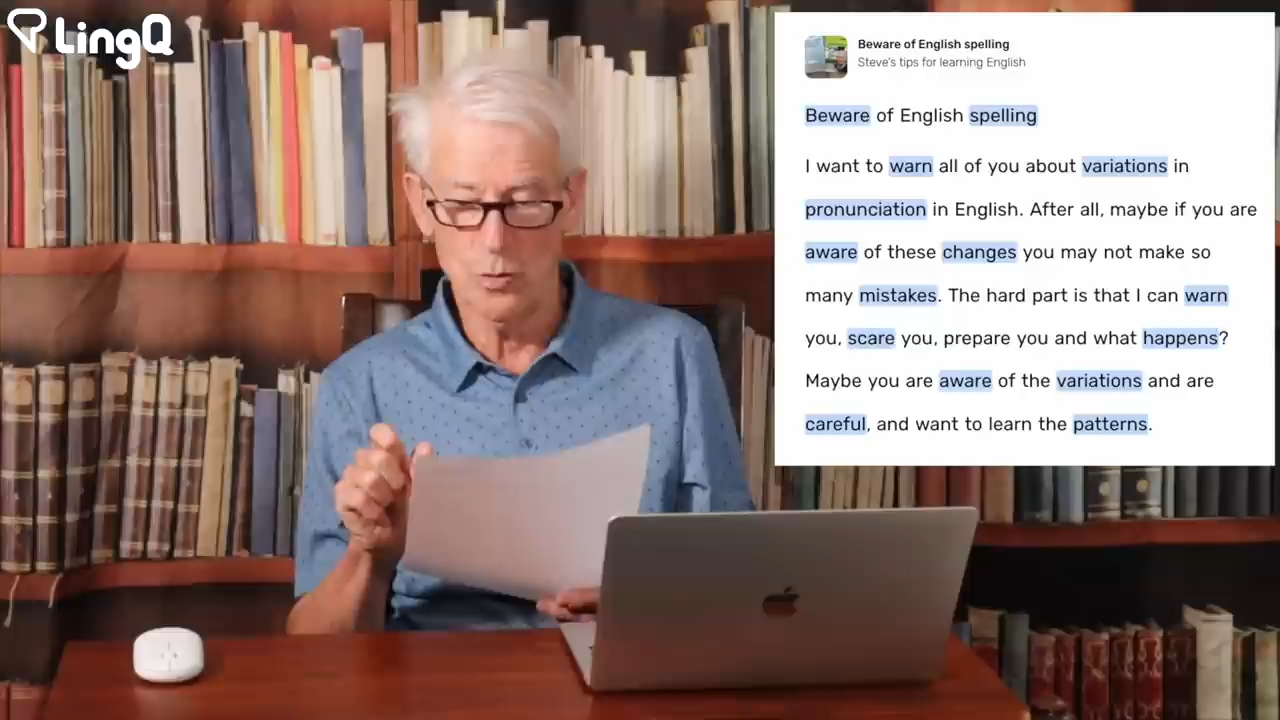 LingQ
Beware of English spelling
Steve's tips for learning English
Beware of English spelling
I want to warn all of you about variations in
pronunciation in English. After all, maybe if you are
aware of these changes you may not make so
many mistakes. The hard part is that I can warn
you, scare you, prepare you and what happens?
Maybe you are aware of the variations and are
careful, and want to learn the patterns.